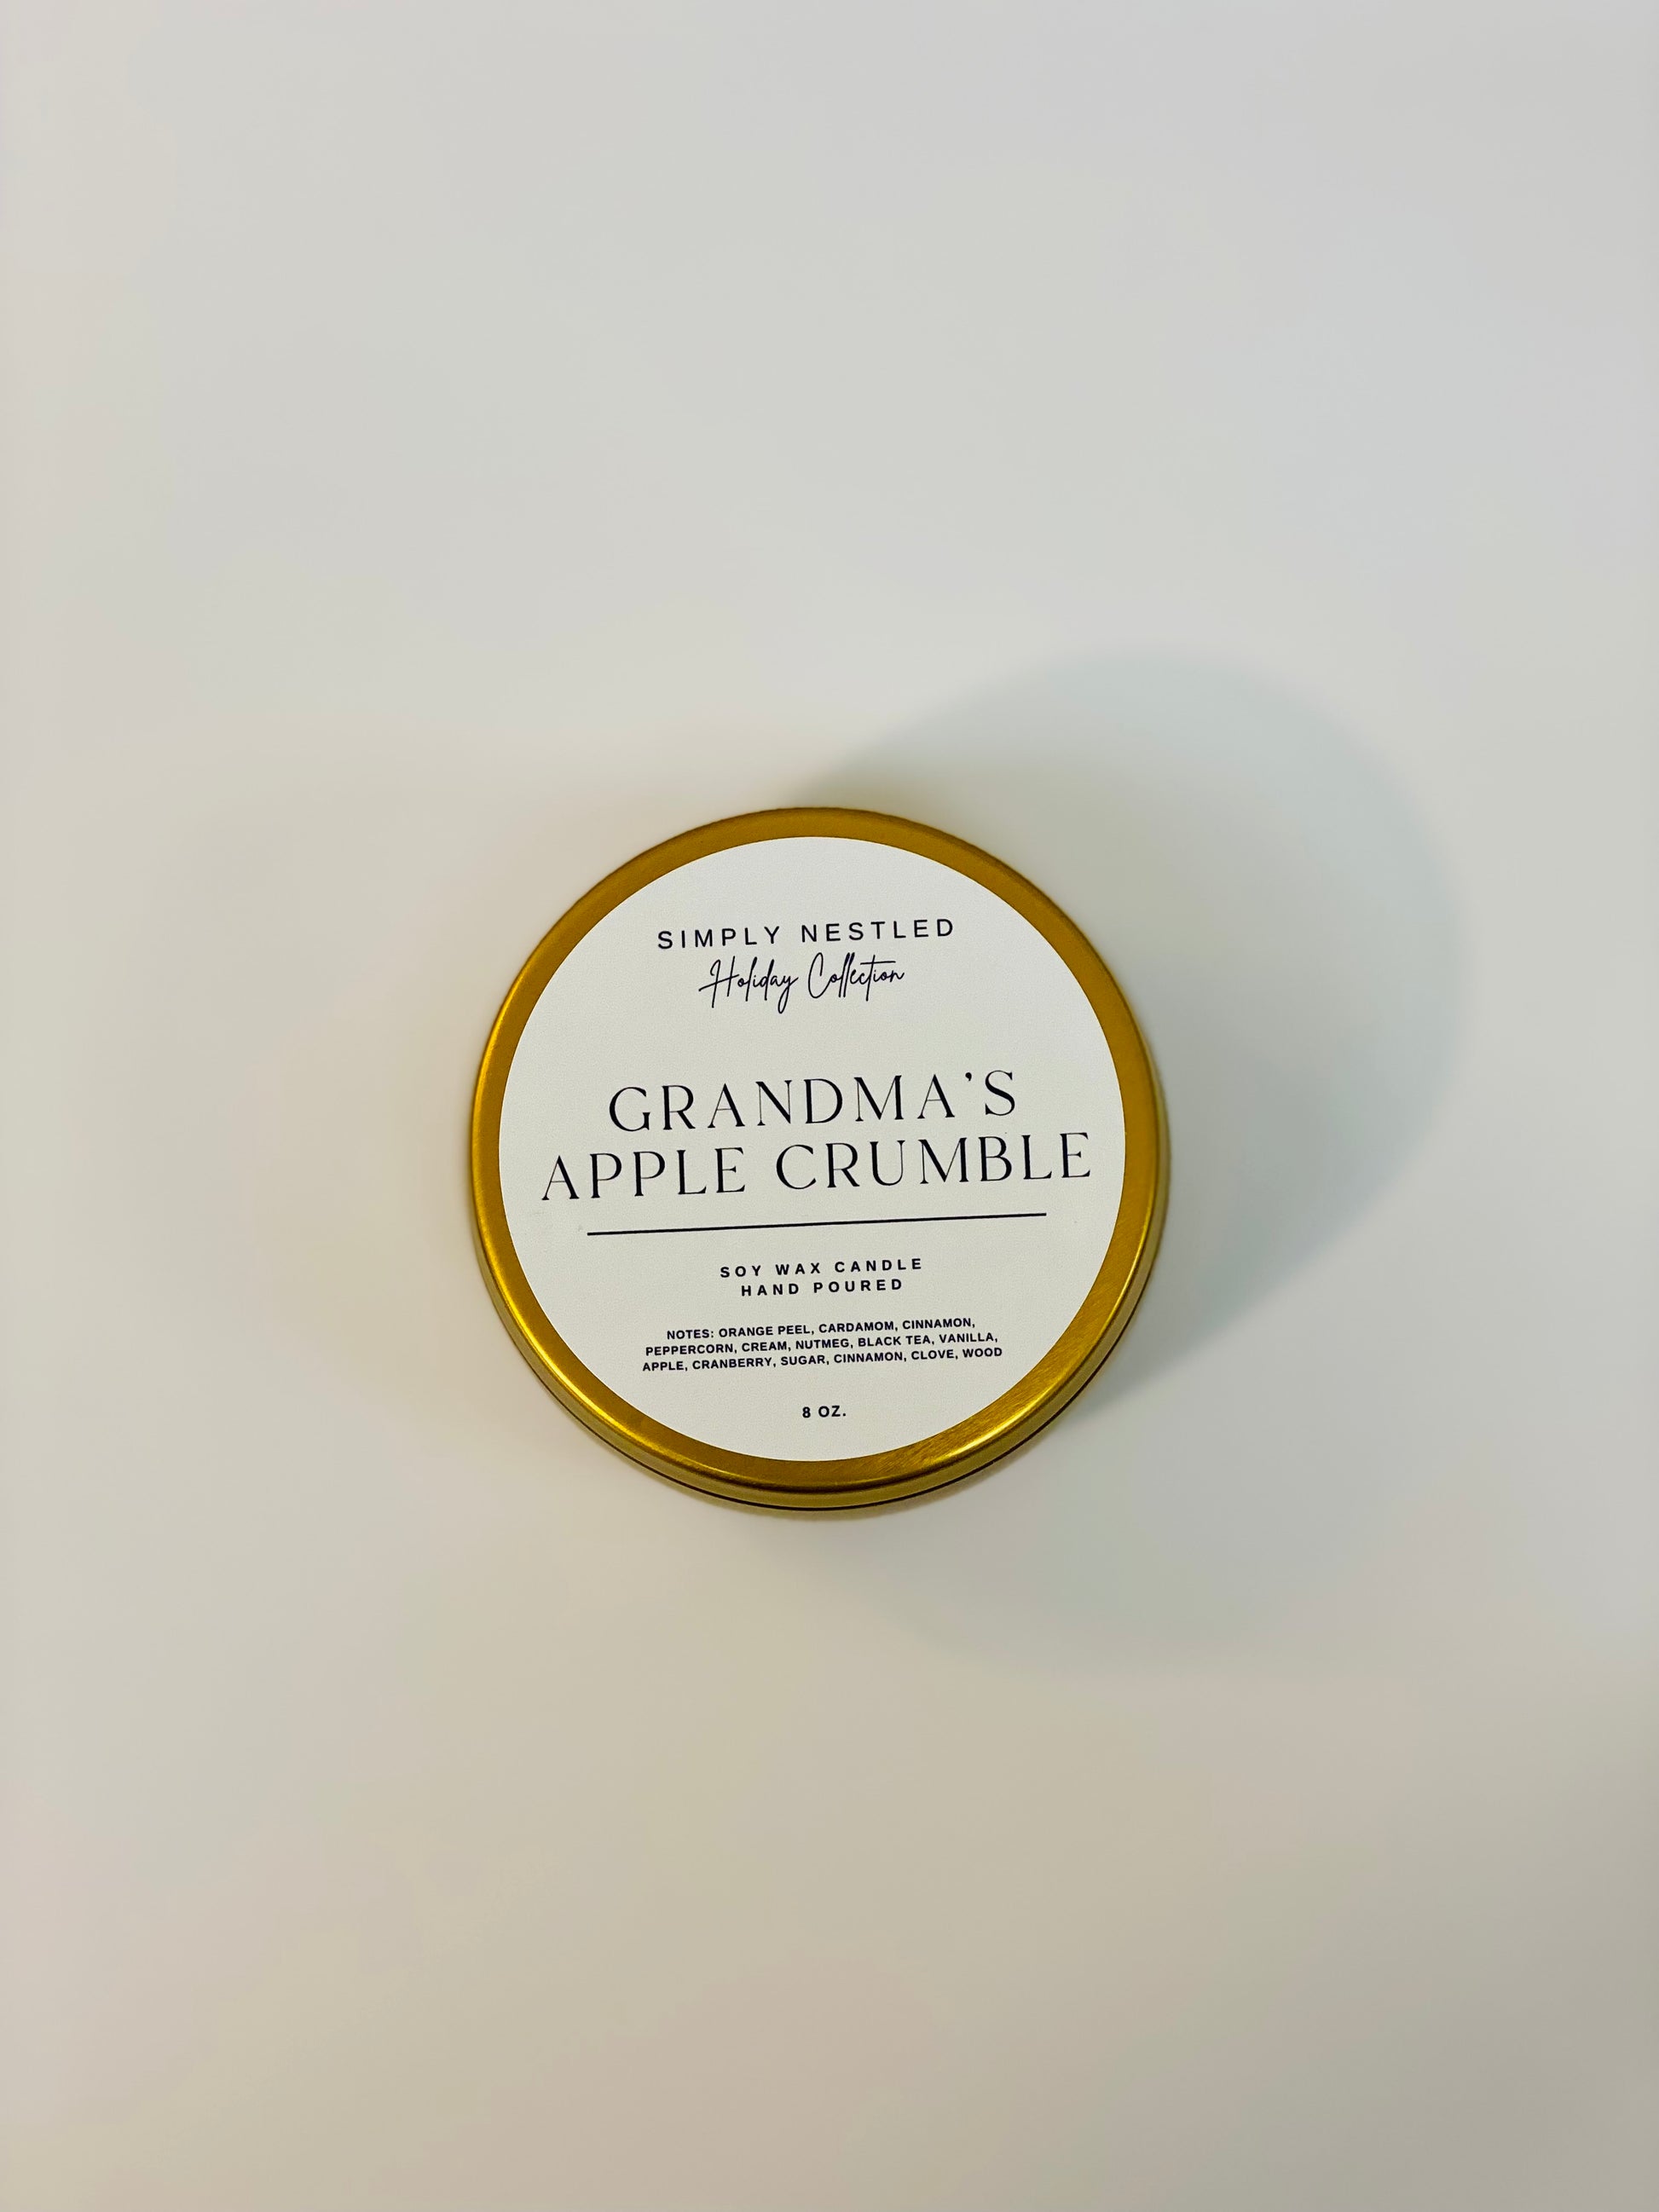 SIMPLY NESTLED
Holiday Collection
GRANDMA'S
APPLE CRUMBLE
SOY WAX CANDLE
HAND POURED
NOTES: ORANGE PEEL, CARDAMOM, CINNAMON,
PEPPERCORN, CREAM, NUTMEG, BLACK TEA, VANILLA,
APPLE, CRANBERRY, SUGAR, CINNAMON, CLOVE, WOOD
8 OZ.